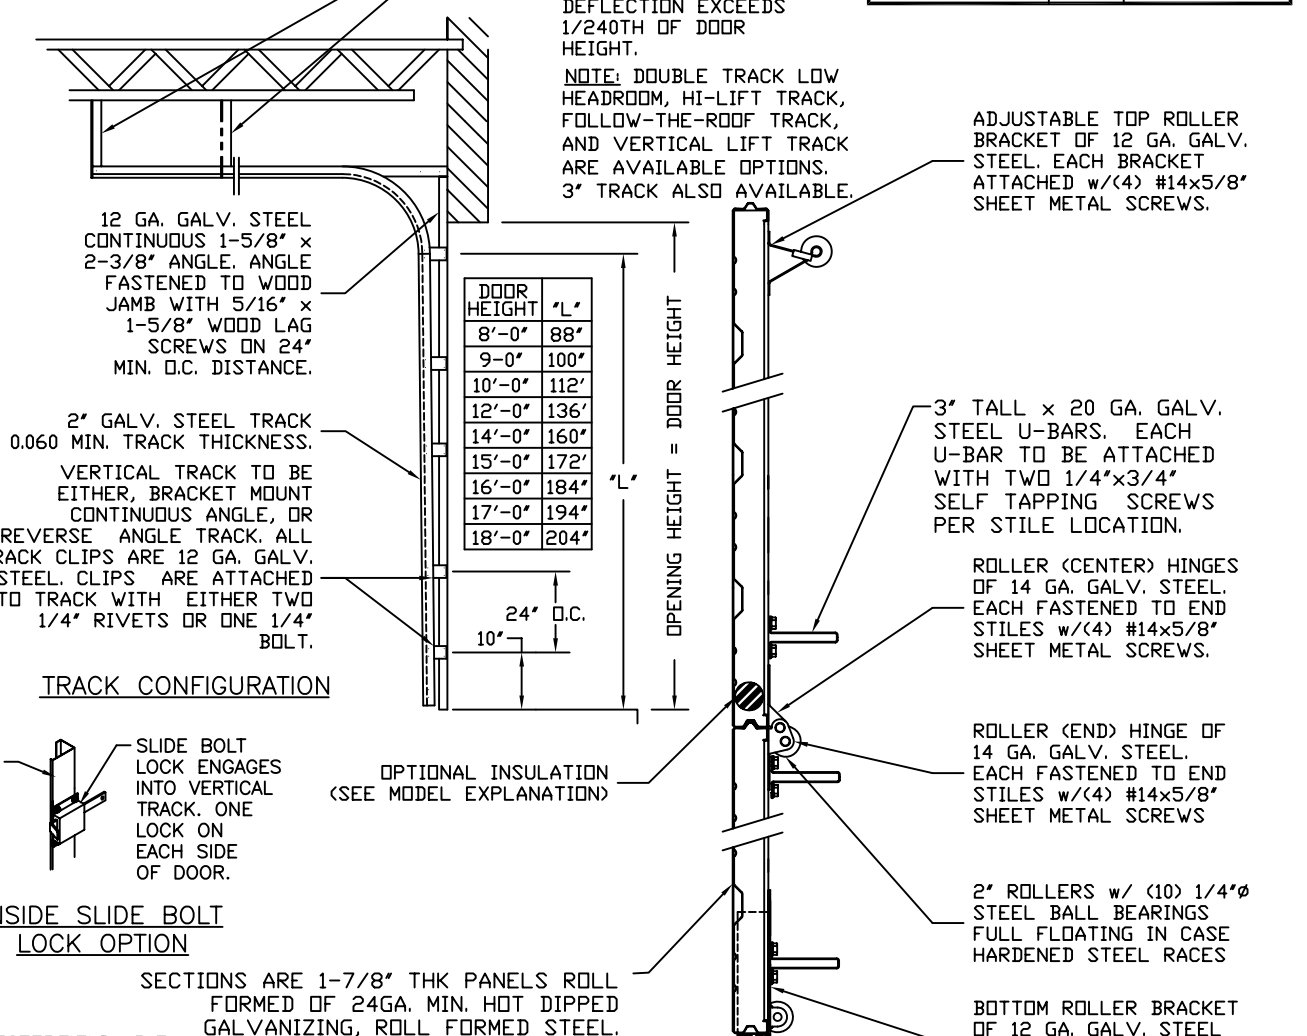 DEFLECTION EXCEEDS
1/240TH OF DOOR
HEIGHT.
NOTE: DOUBLE TRACK LOW
HEADROOM, HI-LIFT TRACK,
FOLLOW-THE-ROOF TRACK,
AND VERTICAL LIFT TRACK
ARE AVAILABLE OPTIONS.
3" TRACK ALSO AVAILABLE.
ADJUSTABLE TOP ROLLER
BRACKET OF 12 GA. GALV.
STEEL. EACH BRACKET
ATTACHED w/(4) #14x5/8"
SHEET METAL SCREWS.
12 GA. GALV. STEEL
CONTINUOUS 1-5/8" x
2-3/8" ANGLE. ANGLE
FASTENED TO WOOD
JAMB WITH 5/16" x
1-5/8" WOOD LAG
SCREWS ON 24"
MIN. O.C. DISTANCE.
DOOR
HEIGHT "L"
8'-0" 88"
9-0" 100"
10'-0" 112'
12'-0" 136'
14'-0" 160"
15'-0" 172'
16'-0" 184"
17'-0" 194"
18'-0" 204"
"L"
OPENING HEIGHT = DOOR HEIGHT
2" GALV. STEEL TRACK
0.060 MIN. TRACK THICKNESS.
VERTICAL TRACK TO BE
EITHER, BRACKET MOUNT
CONTINUOUS ANGLE, OR
REVERSE ANGLE TRACK. ALL
RACK CLIPS ARE 12 GA. GALV.
STEEL. CLIPS ARE ATTACHED
TO TRACK WITH EITHER TWO
1/4" RIVETS OR ONE 1/4"
BOLT.
24" O.C.
10"
TRACK CONFIGURATION
3" TALL x 20 GA. GALV.
STEEL U-BARS. EACH
U-BAR TO BE ATTACHED
WITH TWO 1/4"x3/4"
SELF TAPPING SCREWS
PER STILE LOCATION.
ROLLER (CENTER) HINGES
OF 14 GA. GALV. STEEL.
EACH FASTENED TO END
STILES w/(4) #14x5/8"
SHEET METAL SCREWS.
ROLLER (END) HINGE OF
14 GA. GALV. STEEL.
EACH FASTENED TO END
STILES w/(4) #14x5/8"
SHEET METAL SCREWS
SLIDE BOLT
LOCK ENGAGES
INTO VERTICAL
TRACK. ONE
LOCK ON
EACH SIDE
OF DOOR.
OPTIONAL INSULATION
(SEE MODEL EXPLANATION)
NSIDE SLIDE BOLT
LOCK OPTION
2" ROLLERS w/ (10) 1/4"ø
STEEL BALL BEARINGS
FULL FLOATING IN CASE
HARDENED STEEL RACES
SECTIONS ARE 1-7/8" THK PANELS ROLL
FORMED OF 24GA. MIN. HOT DIPPED
GALVANIZING, ROLL FORMED STEEL.
BOTTOM ROLLER BRACKET
OF 12 GA. GALV. STEEL